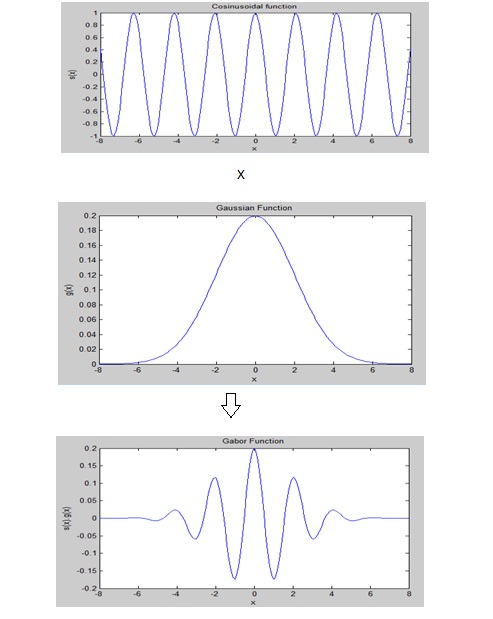 Cosinusoidal function
1
0.8
0.6
0.4
0.2
0
-0.2
-0.4
-0.6
-0.8
-1
s(x)
-8 -6 -4 -2 0 2 4 6 8
x
X
Gaussian Function
0.2
0.18
0.16
0.14
0.12
0.1
0.08
0.06
0.04
0.02
0
g(x)
-8 -6 -4 -2 0 2 4 6 8
x
Gabor Function
0.2
0.15
0.1
0.05
0
-0.05
-0.1
-0.15
-0.2
s(x).g(x)
-8 -6 -4 -2 0 2 4 6 8
x